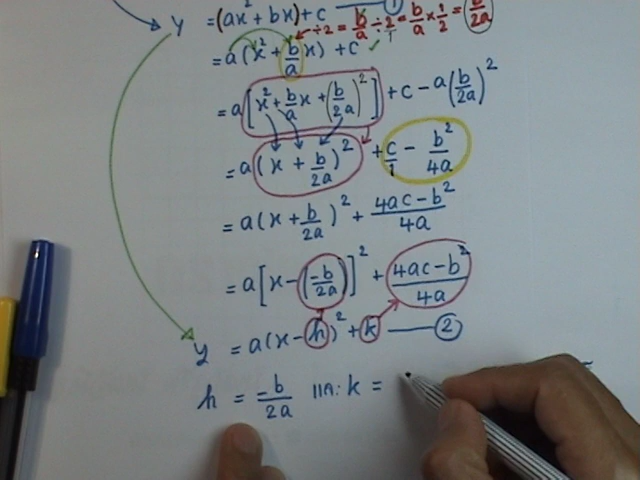 y = (ax² + bx) + c —— ①
÷2 = b/a ÷ 2/1 = b/a × 1/2 = b/2a
= a(x² + b/a x) + c ✓
= a[x² + b/a x + (b/2a)²] + c − a(b/2a)²
= a(x + b/2a)² + c/1 − b²/4a
= a(x + b/2a)² + 4ac − b²/4a
= a[x − (−b/2a)]² + 4ac − b²/4a
y = a(x − h)² + k —— ②
h = −b/2a และ k =